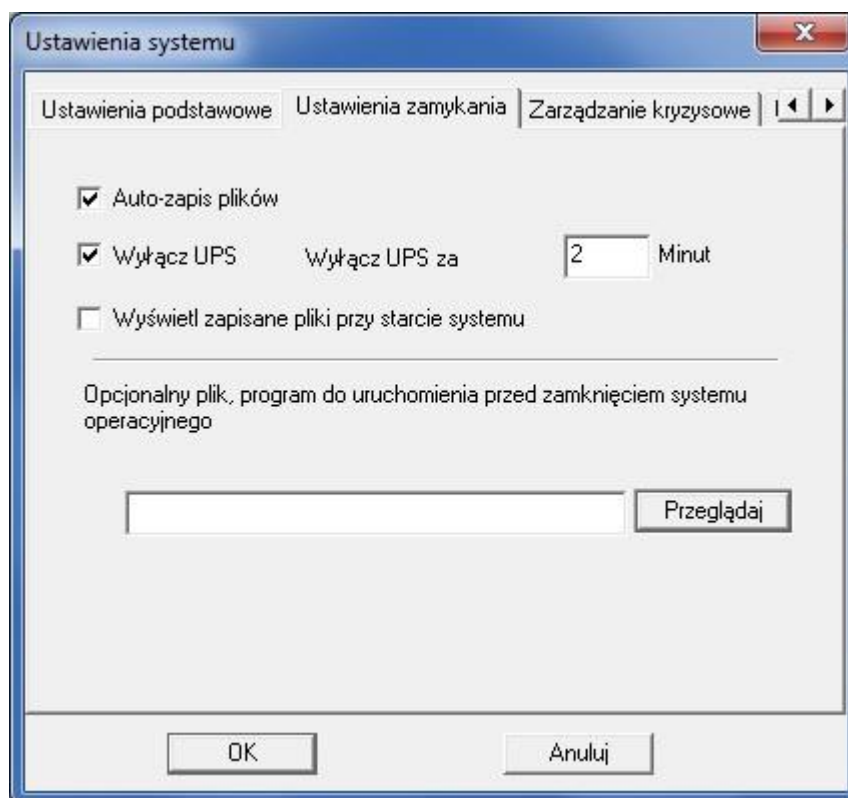 Ustawienia systemu
Ustawienia podstawowe
Ustawienia zamykania
Zarządzanie kryzysowe
Auto-zapis plików
Wyłącz UPS
Wyłącz UPS za
2
Minut
Wyświetl zapisane pliki przy starcie systemu
Opcjonalny plik, program do uruchomienia przed zamknięciem systemu
operacyjnego
Przeglądaj
OK
Anuluj